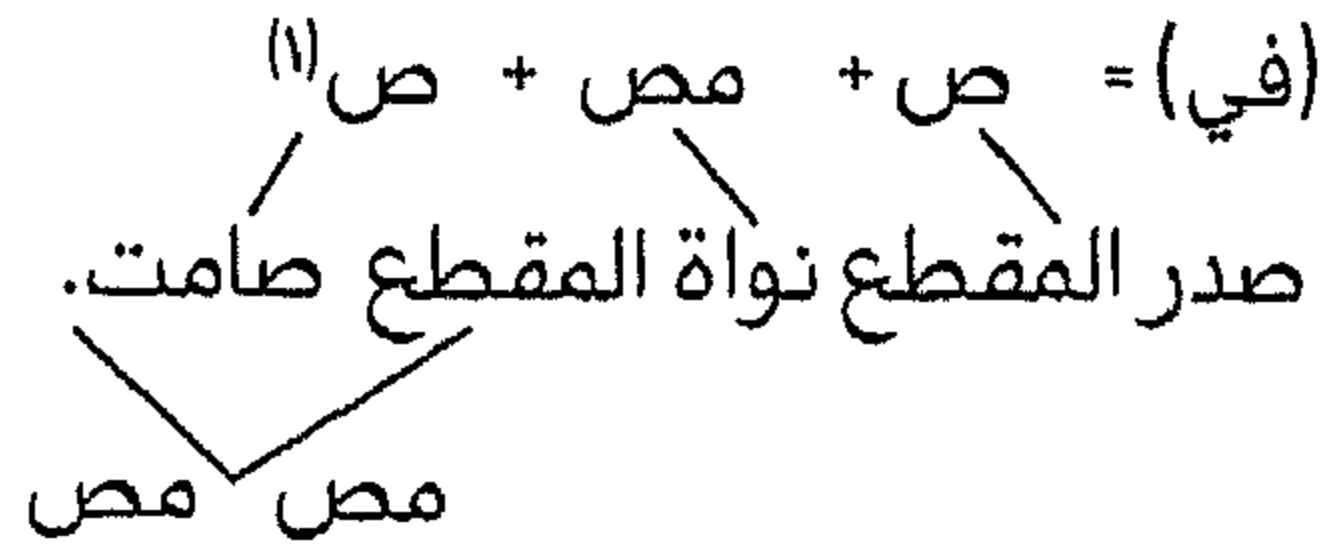 (في) = ص + مص + ص(١)
صدر المقطع نواة المقطع صامت.
مص مص